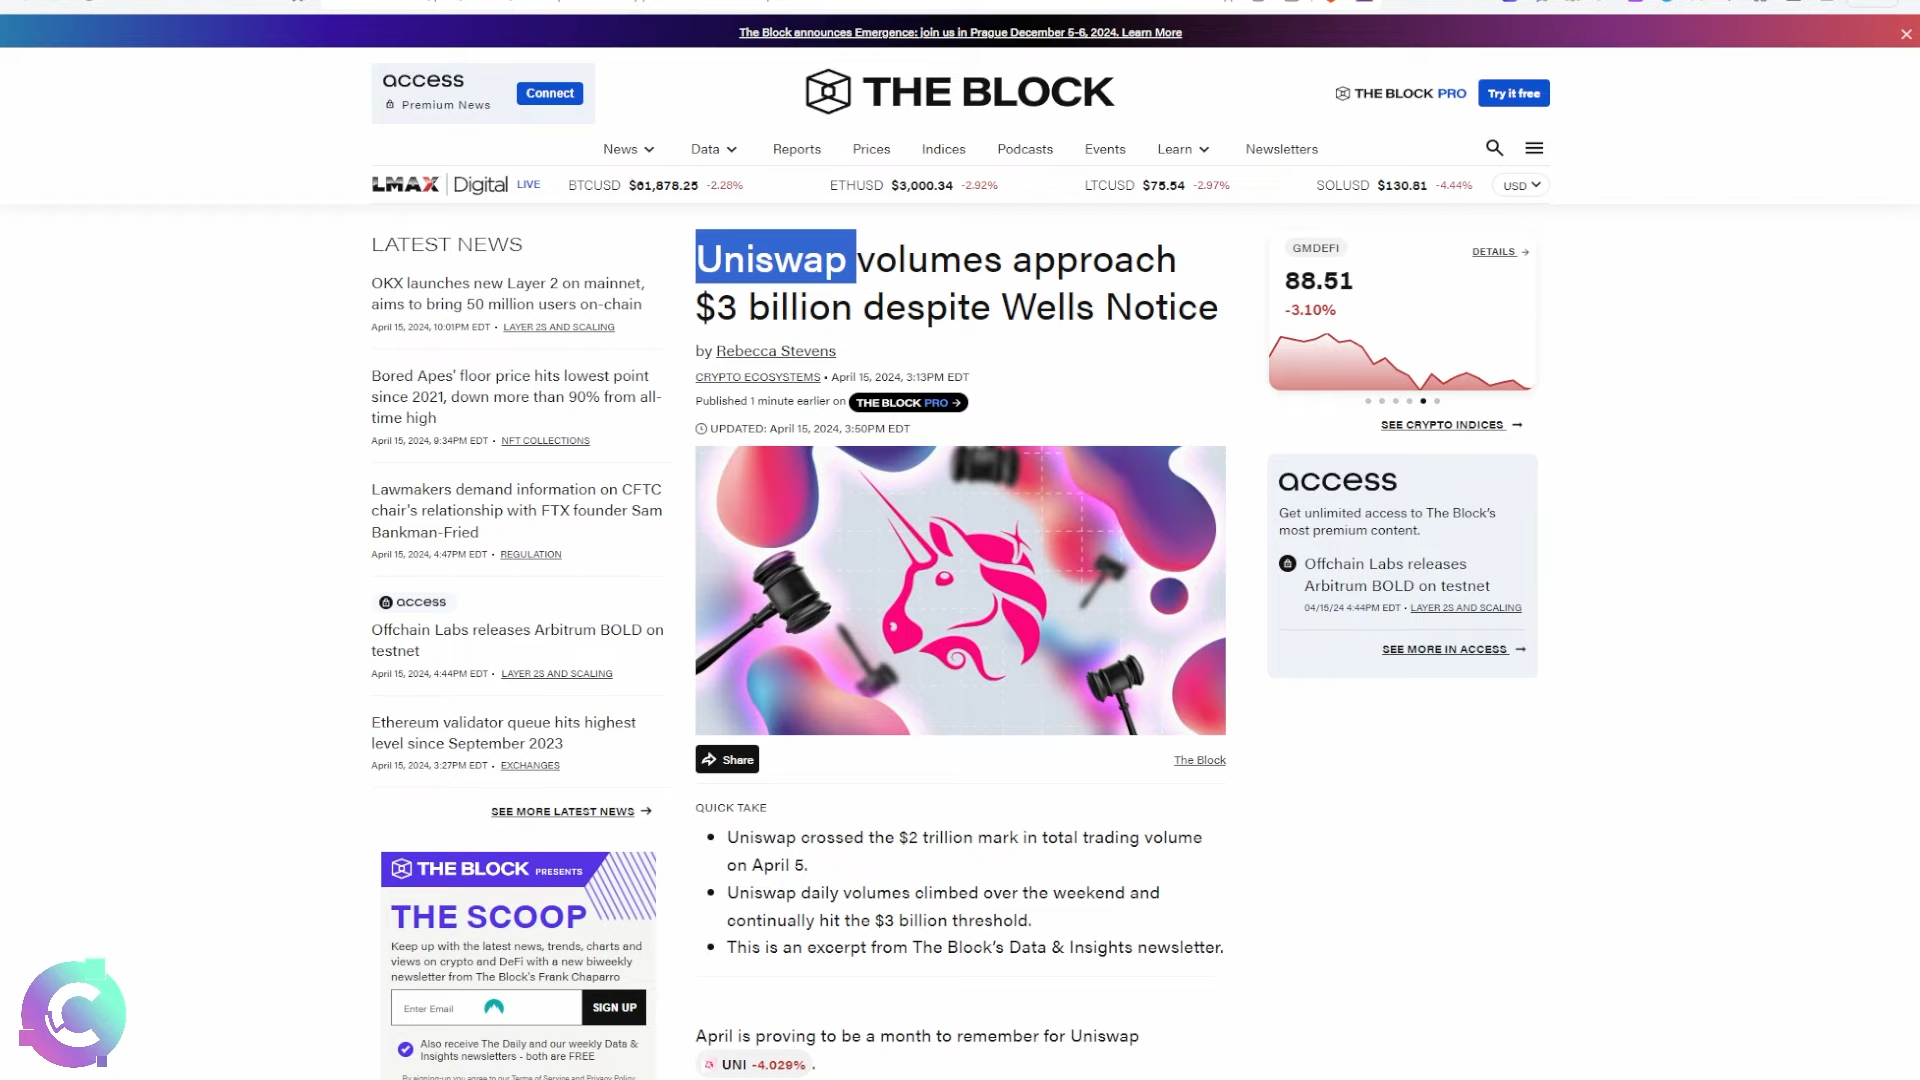 The Block announces Emergence: join us in Prague December 5-6, 2024. Learn More
access
Premium News
Connect
THE BLOCK
THE BLOCK PRO
Try it free
News
Data
Reports
Prices
Indices
Podcasts
Events
Learn
Newsletters
LMAX Digital LIVE
BTCUSD $61,878.25 -2.28%
ETHUSD $3,000.34 -2.92%
LTCUSD $75.54 -2.97%
SOLUSD $130.81 -4.44%
USD
LATEST NEWS
OKX launches new Layer 2 on mainnet,
aims to bring 50 million users on-chain
April 15, 2024, 10:01PM EDT • LAYER 2S AND SCALING
Bored Apes' floor price hits lowest point
since 2021, down more than 90% from all-
time high
April 15, 2024, 9:34PM EDT • NFT COLLECTIONS
Lawmakers demand information on CFTC
chair's relationship with FTX founder Sam
Bankman-Fried
April 15, 2024, 4:47PM EDT • REGULATION
access
Offchain Labs releases Arbitrum BOLD on
testnet
April 15, 2024, 4:44PM EDT • LAYER 2S AND SCALING
Ethereum validator queue hits highest
level since September 2023
April 15, 2024, 3:27PM EDT • EXCHANGES
SEE MORE LATEST NEWS →
THE BLOCK PRESENTS
THE SCOOP
Keep up with the latest news, trends, charts and
views on crypto and DeFi with a new biweekly
newsletter from The Block's Frank Chaparro
Enter Email
SIGN UP
Also receive The Daily and our weekly Data &
Insights newsletters - both are FREE
By signing-up you agree to our Terms of Service and Privacy Policy
Uniswap volumes approach
$3 billion despite Wells Notice
by Rebecca Stevens
CRYPTO ECOSYSTEMS • April 15, 2024, 3:13PM EDT
Published 1 minute earlier on THE BLOCK PRO →
UPDATED: April 15, 2024, 3:50PM EDT
Share
The Block
QUICK TAKE
• Uniswap crossed the $2 trillion mark in total trading volume
on April 5.
• Uniswap daily volumes climbed over the weekend and
continually hit the $3 billion threshold.
• This is an excerpt from The Block's Data & Insights newsletter.
April is proving to be a month to remember for Uniswap
UNI -4.029% .
GMDEFI
DETAILS →
88.51
-3.10%
SEE CRYPTO INDICES →
access
Get unlimited access to The Block's
most premium content.
Offchain Labs releases
Arbitrum BOLD on testnet
04/15/24 4:44PM EDT • LAYER 2S AND SCALING
SEE MORE IN ACCESS →